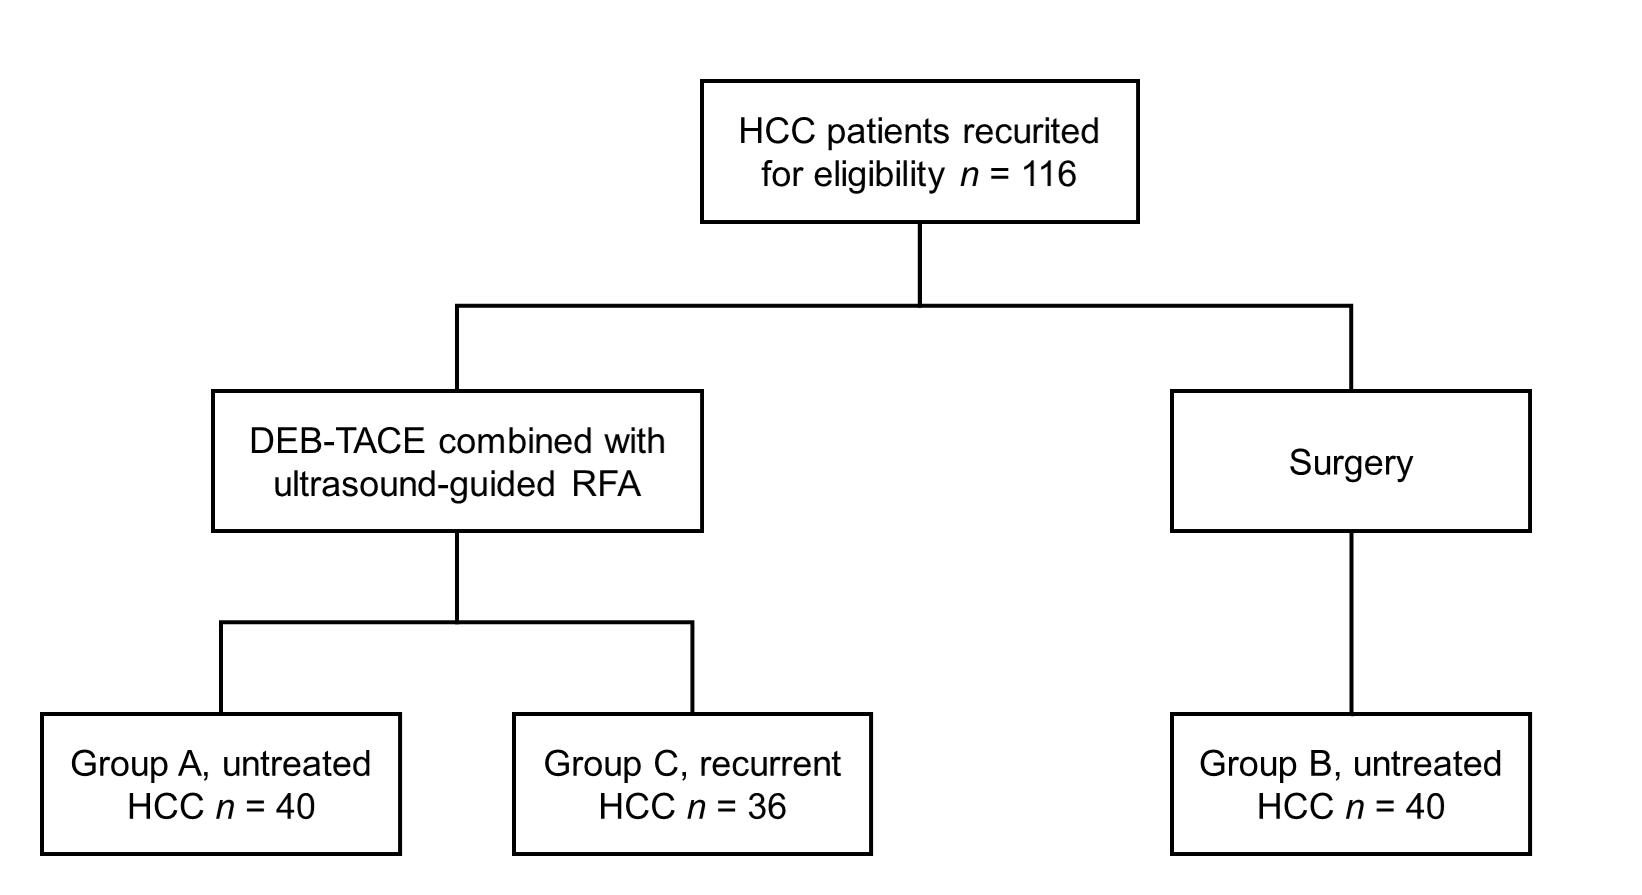 HCC patients recurited
for eligibility n = 116
DEB-TACE combined with
ultrasound-guided RFA
Surgery
Group A, untreated
HCC n = 40
Group C, recurrent
HCC n = 36
Group B, untreated
HCC n = 40